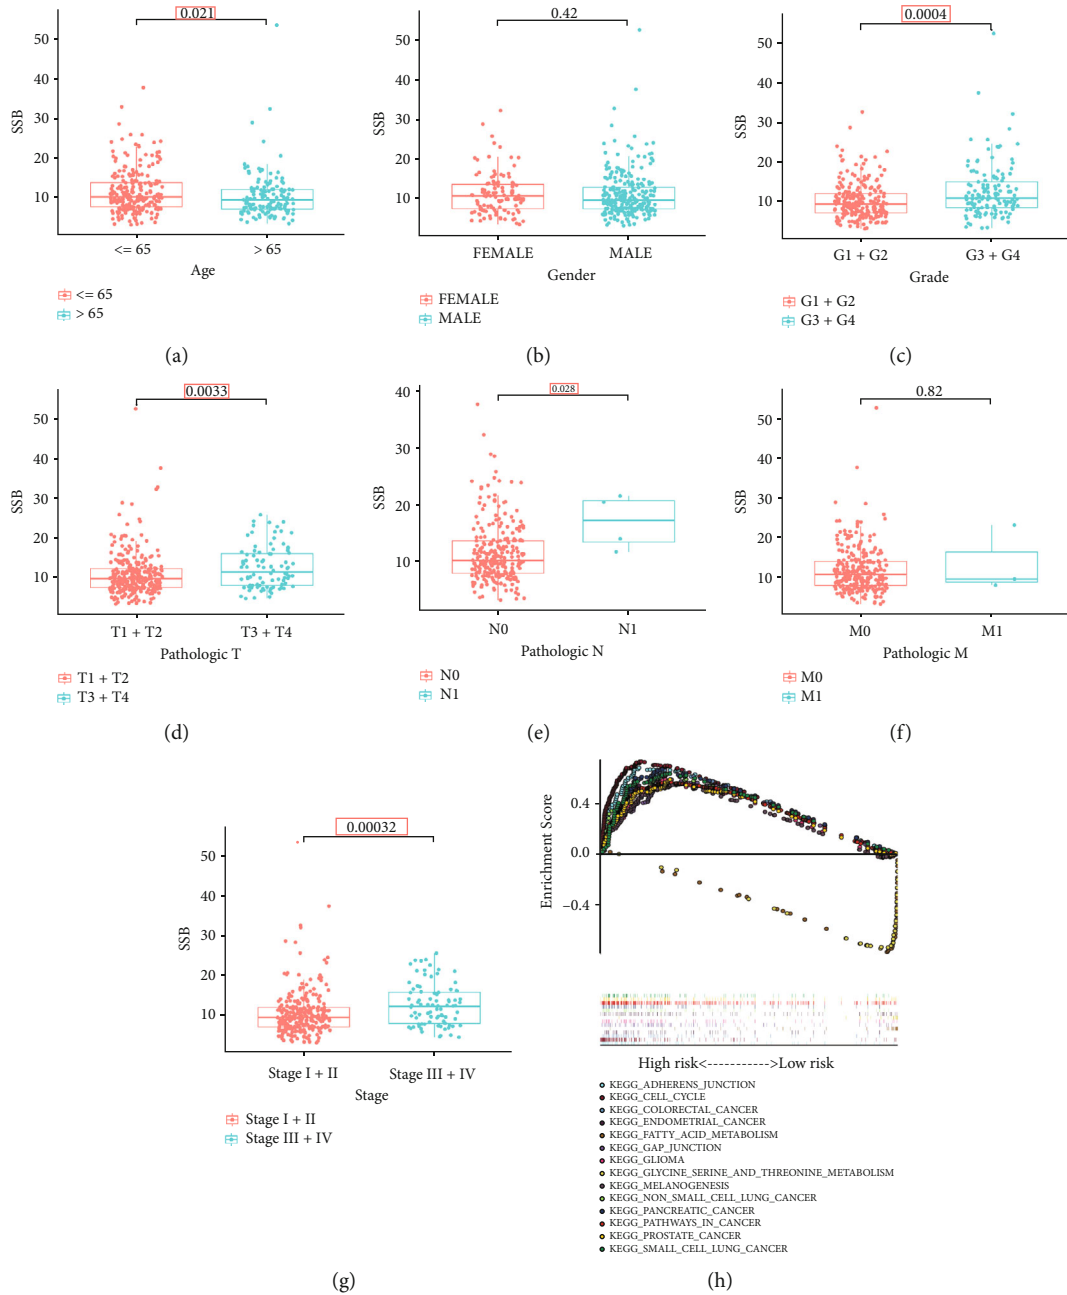 0.021
50
40
30
20
10
SSB
<= 65
> 65
Age
<= 65
> 65
(a)
0.42
50
40
30
20
10
SSB
FEMALE
MALE
Gender
FEMALE
MALE
(b)
0.0004
50
40
30
20
10
SSB
G1 + G2
G3 + G4
Grade
G1 + G2
G3 + G4
(c)
0.0033
50
40
30
20
10
SSB
T1 + T2
T3 + T4
Pathologic T
T1 + T2
T3 + T4
(d)
0.028
40
30
20
10
SSB
N0
N1
Pathologic N
N0
N1
(e)
0.82
50
40
30
20
10
SSB
M0
M1
Pathologic M
M0
M1
(f)
0.00032
50
40
30
20
10
SSB
Stage I + II
Stage III + IV
Stage
Stage I + II
Stage III + IV
(g)
0.4
0.0
−0.4
Enrichment Score
High risk<----------->Low risk
KEGG_ADHERENS_JUNCTION
KEGG_CELL_CYCLE
KEGG_COLORECTAL_CANCER
KEGG_ENDOMETRIAL_CANCER
KEGG_FATTY_ACID_METABOLISM
KEGG_GAP_JUNCTION
KEGG_GLIOMA
KEGG_GLYCINE_SERINE_AND_THREONINE_METABOLISM
KEGG_MELANOGENESIS
KEGG_NON_SMALL_CELL_LUNG_CANCER
KEGG_PANCREATIC_CANCER
KEGG_PATHWAYS_IN_CANCER
KEGG_PROSTATE_CANCER
KEGG_SMALL_CELL_LUNG_CANCER
(h)